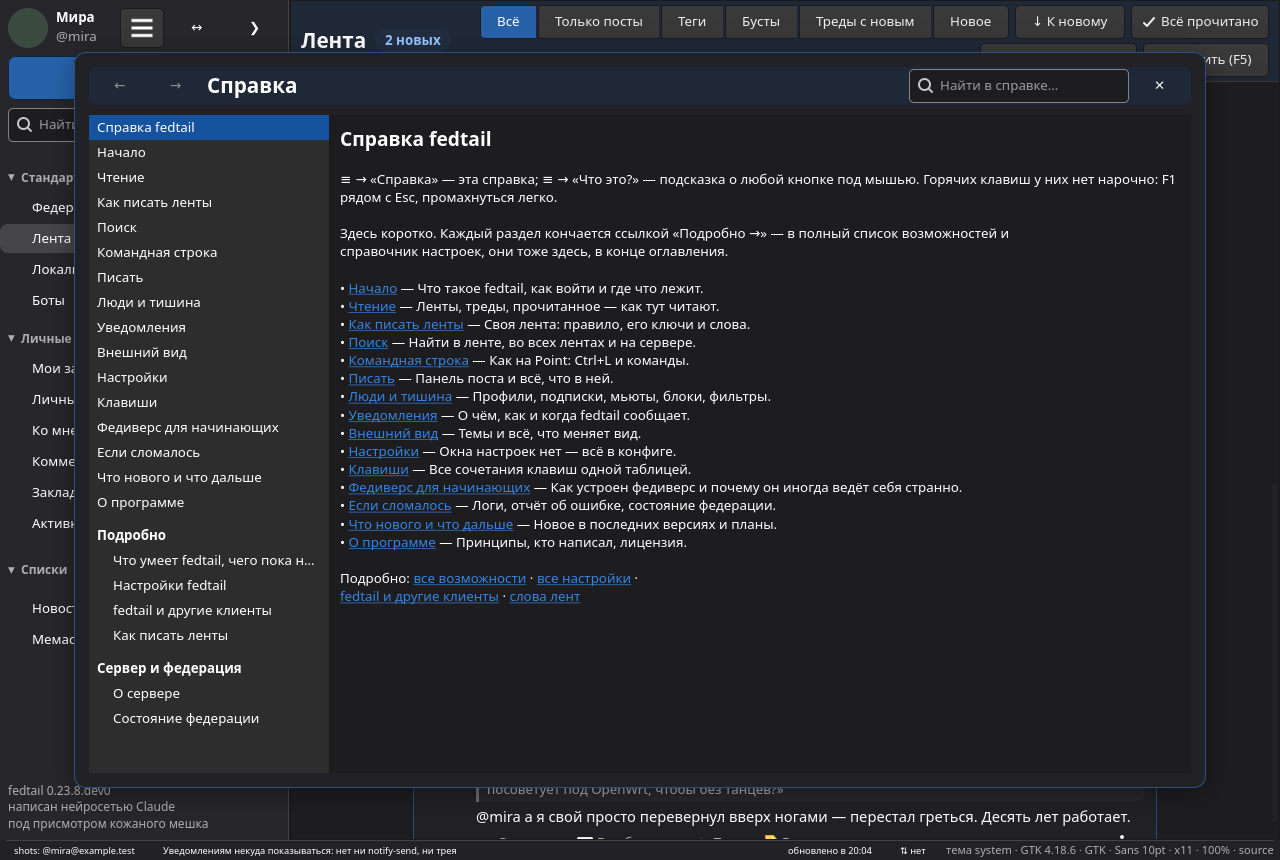 Мира
@mira
Лента
2 новых
Всё
Только посты
Теги
Бусты
Треды с новым
Новое
↓ К новому
✓ Всё прочитано
(F5)
← → Справка
Найти в справке…
✕
Стандар
Федер
Лента
Локал
Боты
Личные
Мои за
Личнь
Ко мне
Комме
Заклад
Активн
Списки
Новост
Мемас
Справка fedtail
Начало
Чтение
Как писать ленты
Поиск
Командная строка
Писать
Люди и тишина
Уведомления
Внешний вид
Настройки
Клавиши
Федиверс для начинающих
Если сломалось
Что нового и что дальше
О программе
Подробно
Что умеет fedtail, чего пока н…
Настройки fedtail
fedtail и другие клиенты
Как писать ленты
Сервер и федерация
О сервере
Состояние федерации
Справка fedtail
≡ → «Справка» — эта справка; ≡ → «Что это?» — подсказка о любой кнопке под мышью. Горячих клавиш у них нет нарочно: F1
рядом с Esc, промахнуться легко.
Здесь коротко. Каждый раздел кончается ссылкой «Подробно →» — в полный список возможностей и
справочник настроек, они тоже здесь, в конце оглавления.
• Начало — Что такое fedtail, как войти и где что лежит.
• Чтение — Ленты, треды, прочитанное — как тут читают.
• Как писать ленты — Своя лента: правило, его ключи и слова.
• Поиск — Найти в ленте, во всех лентах и на сервере.
• Командная строка — Как на Point: Ctrl+L и команды.
• Писать — Панель поста и всё, что в ней.
• Люди и тишина — Профили, подписки, мьюты, блоки, фильтры.
• Уведомления — О чём, как и когда fedtail сообщает.
• Внешний вид — Темы и всё, что меняет вид.
• Настройки — Окна настроек нет — всё в конфиге.
• Клавиши — Все сочетания клавиш одной таблицей.
• Федиверс для начинающих — Как устроен федиверс и почему он иногда ведёт себя странно.
• Если сломалось — Логи, отчёт об ошибке, состояние федерации.
• Что нового и что дальше — Новое в последних версиях и планы.
• О программе — Принципы, кто написал, лицензия.
Подробно: все возможности · все настройки ·
fedtail и другие клиенты · слова лент
посоветует под OpenWrt, чтобы без танцев?»
@mira а я свой просто перевернул вверх ногами — перестал греться. Десять лет работает.
fedtail 0.23.8.dev0
написан нейросетью Claude
под присмотром кожаного мешка
shots: @mira@example.test
Уведомлениям некуда показываться: нет ни notify-send, ни трея
обновлено в 20:04
⇅ нет
тема system · GTK 4.18.6 · GTK · Sans 10pt · x11 · 100% · source